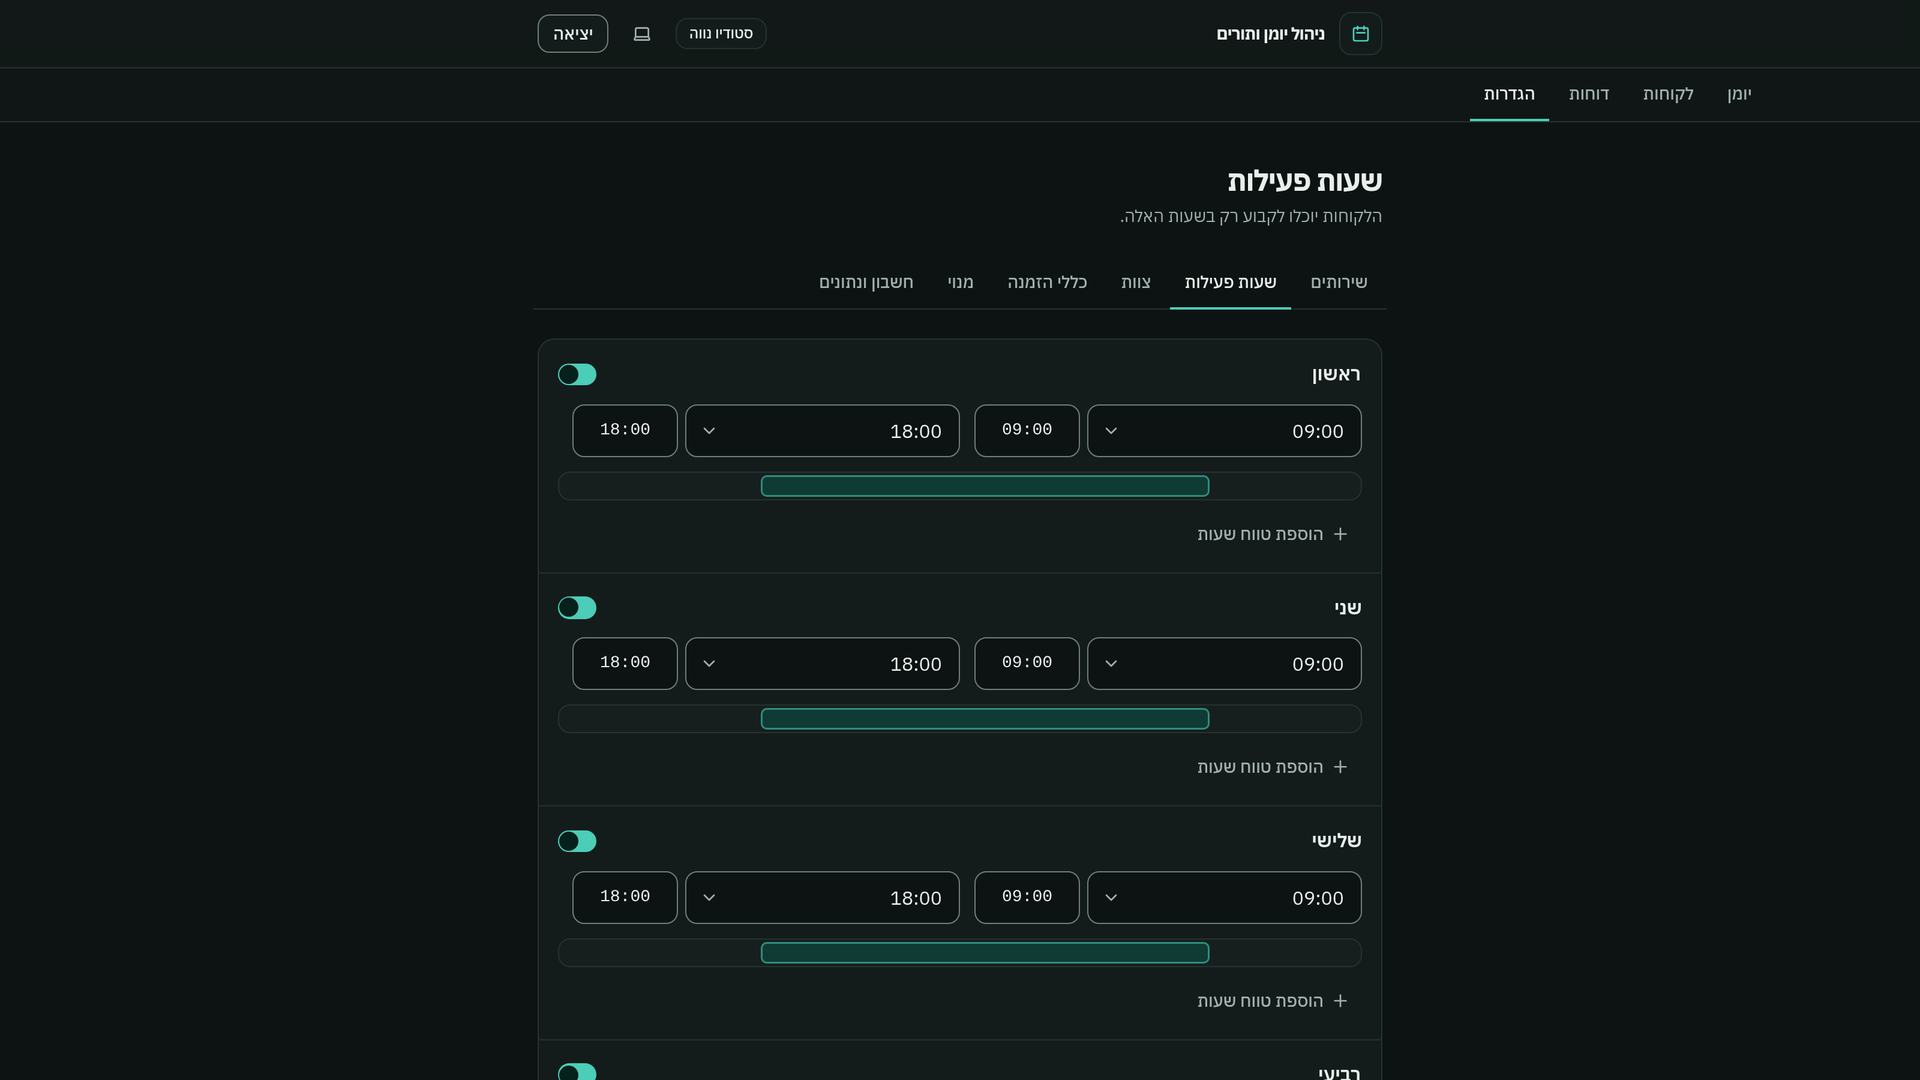 ניהול יומן ותורים
סטודיו נווה
יציאה
יומן
לקוחות
דוחות
הגדרות
שעות פעילות
הלקוחות יוכלו לקבוע רק בשעות האלה.
שירותים
שעות פעילות
צוות
כללי הזמנה
מנוי
חשבון ונתונים
ראשון
09:00 09:00 18:00 18:00
הוספת טווח שעות
שני
09:00 09:00 18:00 18:00
הוספת טווח שעות
שלישי
09:00 09:00 18:00 18:00
הוספת טווח שעות
רביעי